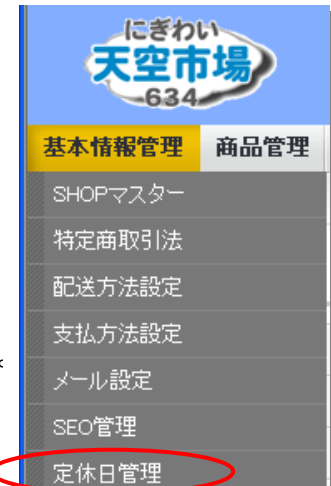 にぎわい
天空市場
634
基本情報管理 商品管理
SHOPマスター
特定商取引法
配送方法設定
支払方法設定
メール設定
SEO管理
定休日管理